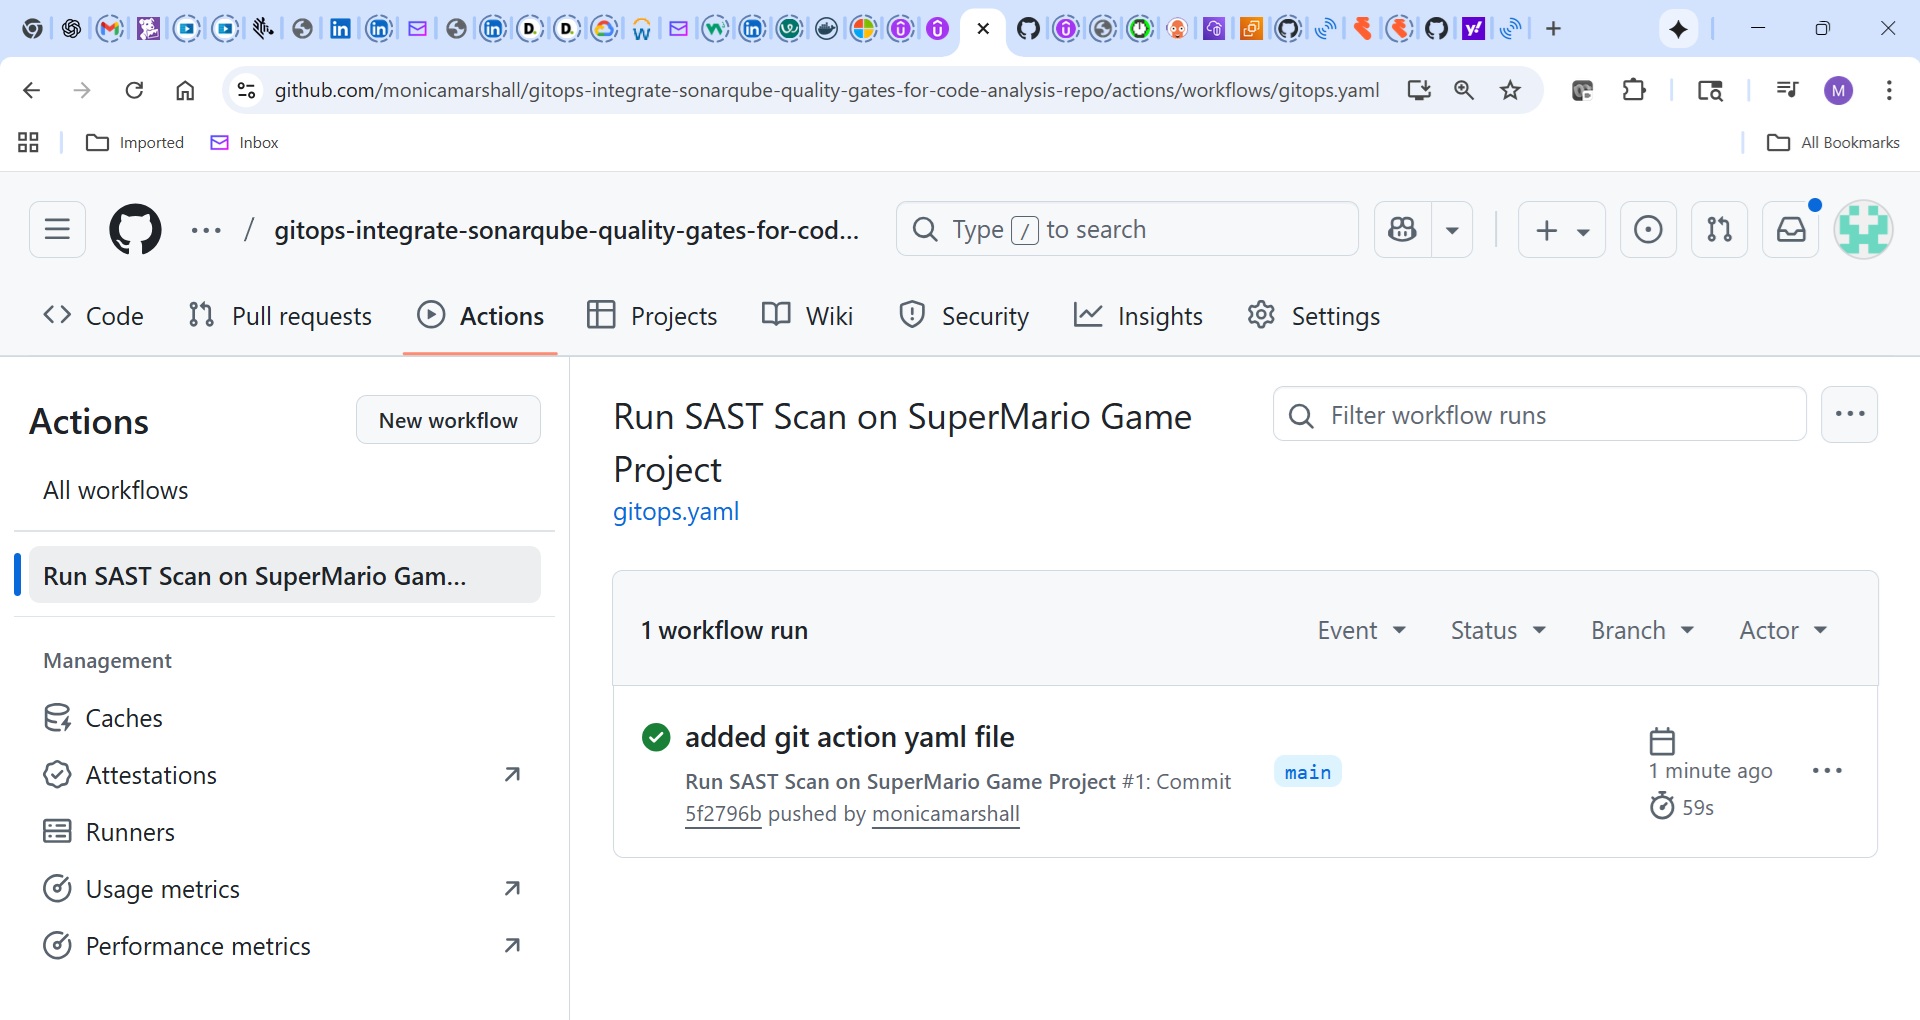 github.com/monicamarshall/gitops-integrate-sonarqube-quality-gates-for-code-analysis-repo/actions/workflows/gitops.yaml
M
Imported
Inbox
All Bookmarks
... / gitops-integrate-sonarqube-quality-gates-for-cod...
Type / to search
Code
Pull requests
Actions
Projects
Wiki
Security
Insights
Settings
Actions
New workflow
All workflows
Run SAST Scan on SuperMario Gam...
Management
Caches
Attestations
Runners
Usage metrics
Performance metrics
Run SAST Scan on SuperMario Game
Project
gitops.yaml
Filter workflow runs
1 workflow run
Event
Status
Branch
Actor
added git action yaml file
Run SAST Scan on SuperMario Game Project #1: Commit
5f2796b pushed by monicamarshall
main
1 minute ago
59s